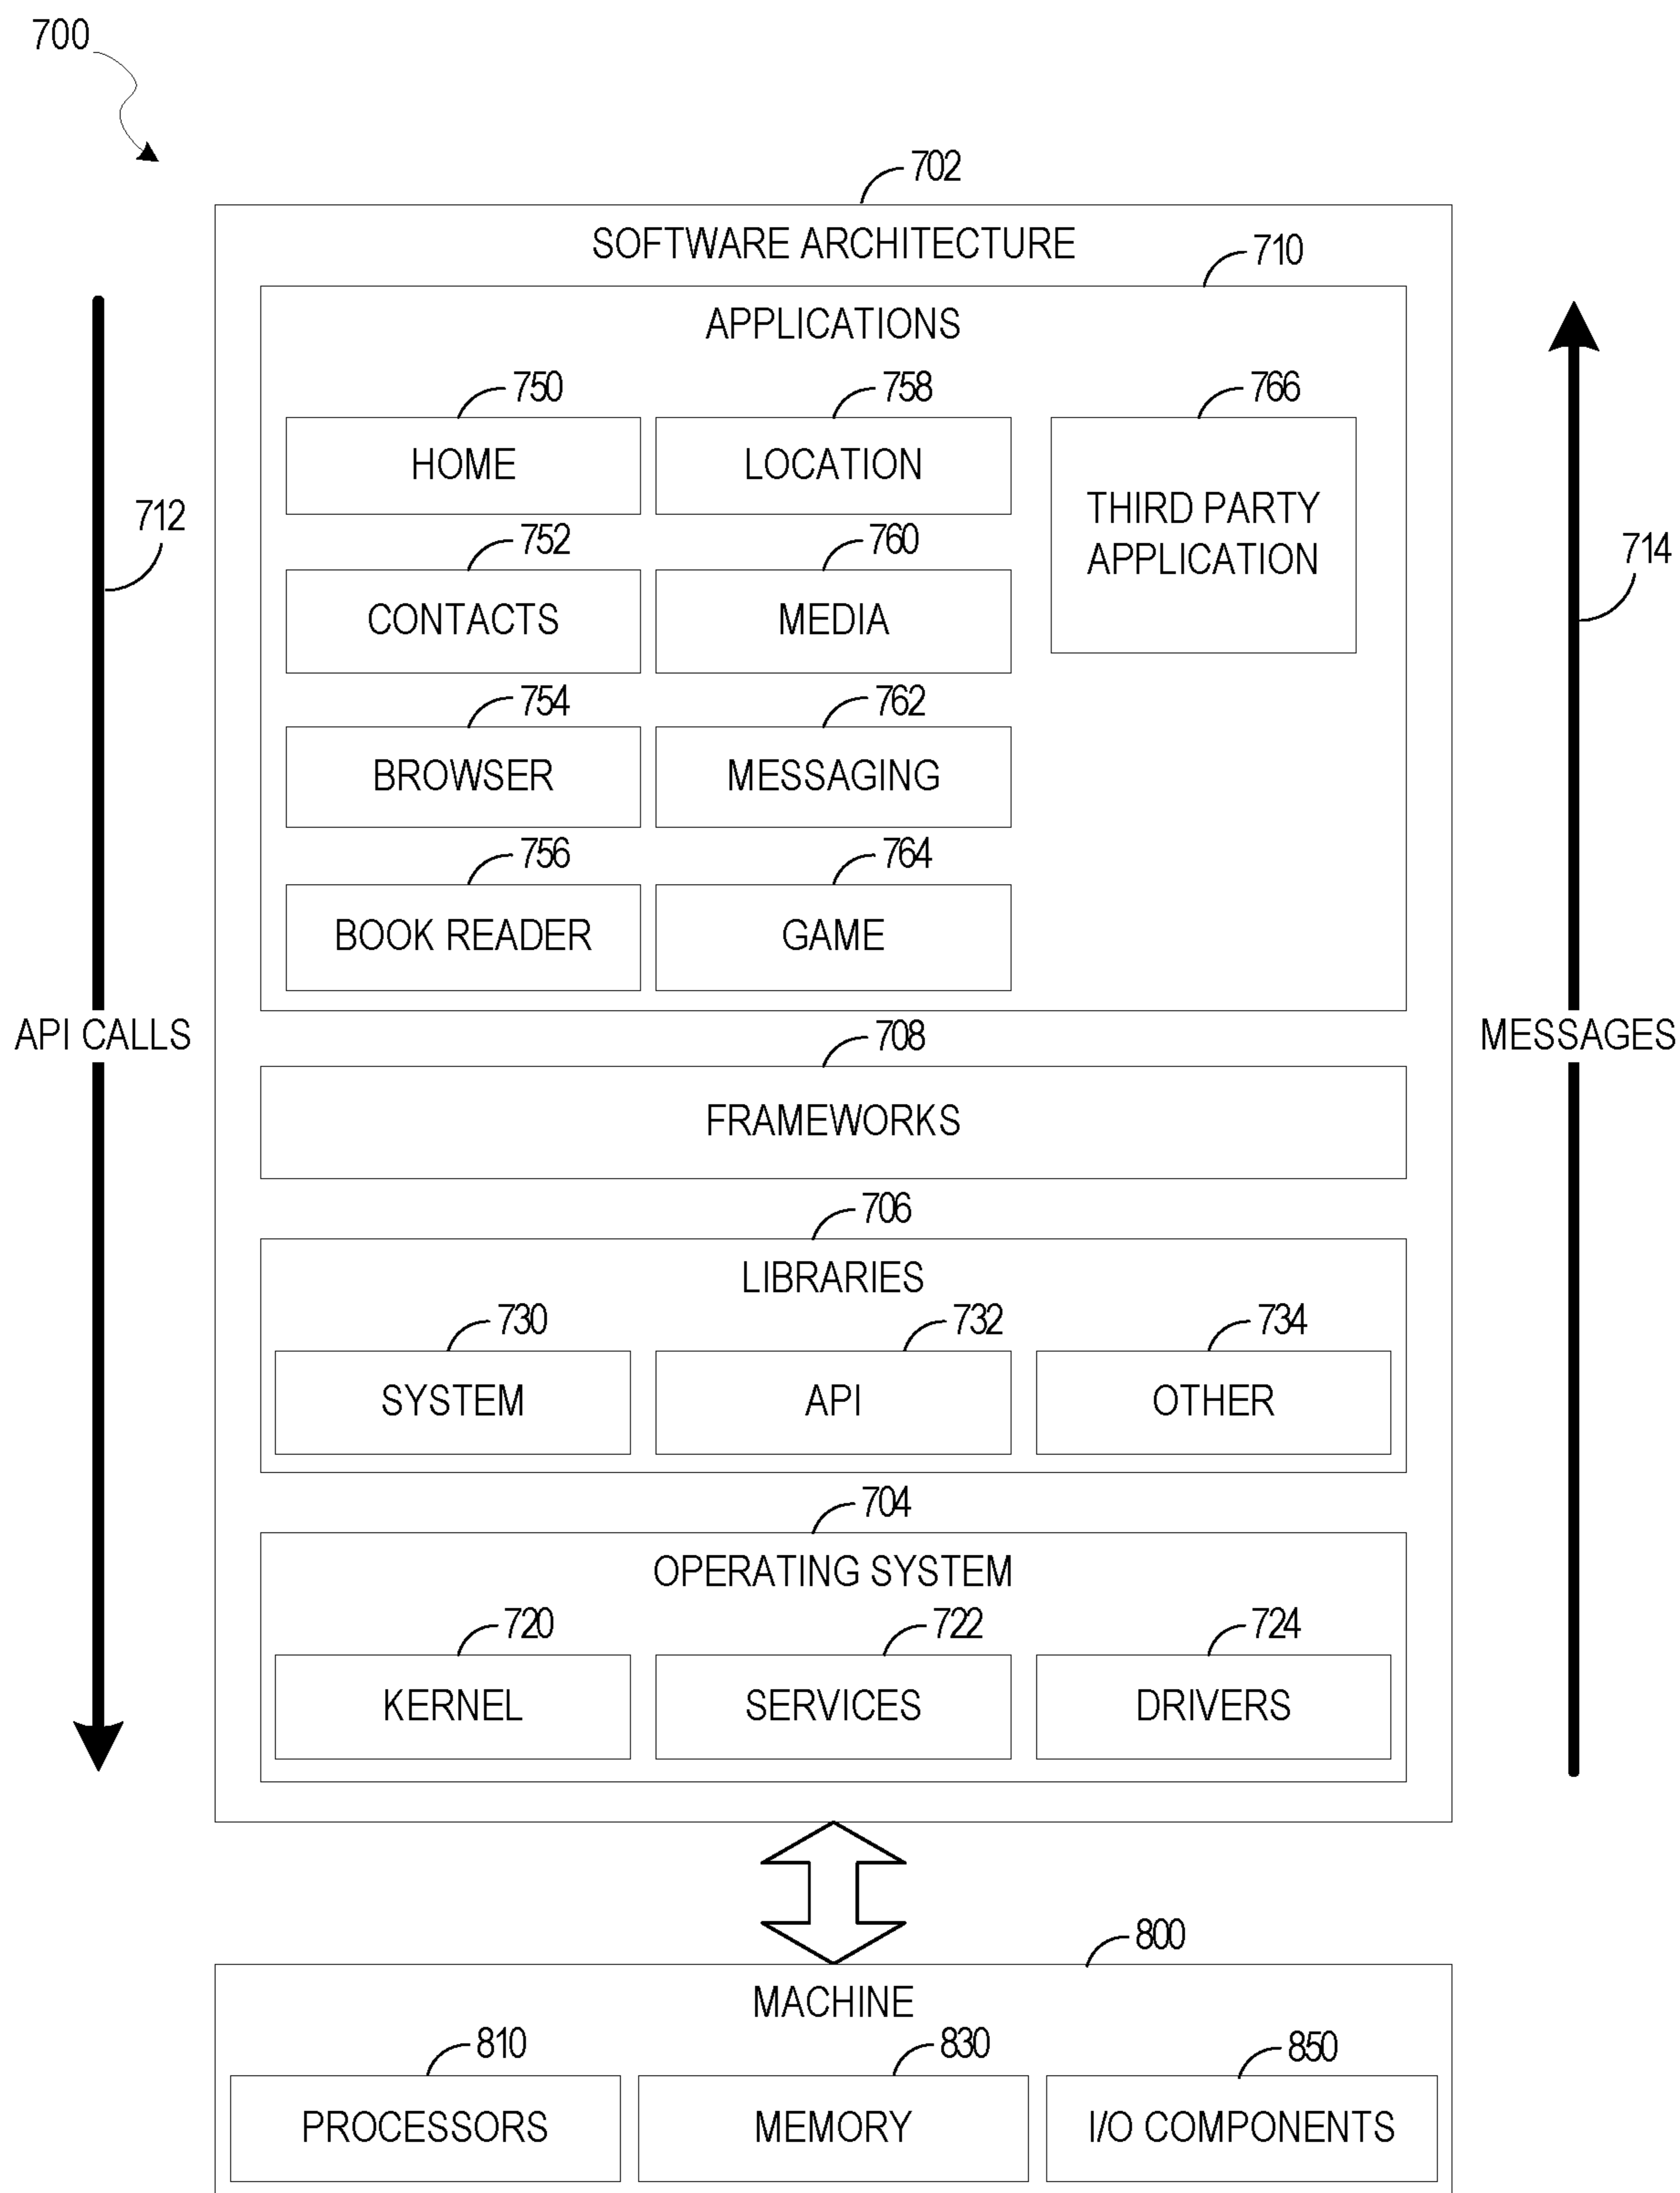 700
702
SOFTWARE ARCHITECTURE
710
APPLICATIONS
750
758
766
HOME
LOCATION
THIRD PARTY
APPLICATION
712
752
760
714
CONTACTS
MEDIA
754
762
BROWSER
MESSAGING
756
764
BOOK READER
GAME
API CALLS
708
MESSAGES
FRAMEWORKS
706
LIBRARIES
730
732
734
SYSTEM
API
OTHER
704
OPERATING SYSTEM
720
722
724
KERNEL
SERVICES
DRIVERS
800
MACHINE
810
830
850
PROCESSORS
MEMORY
I/O COMPONENTS